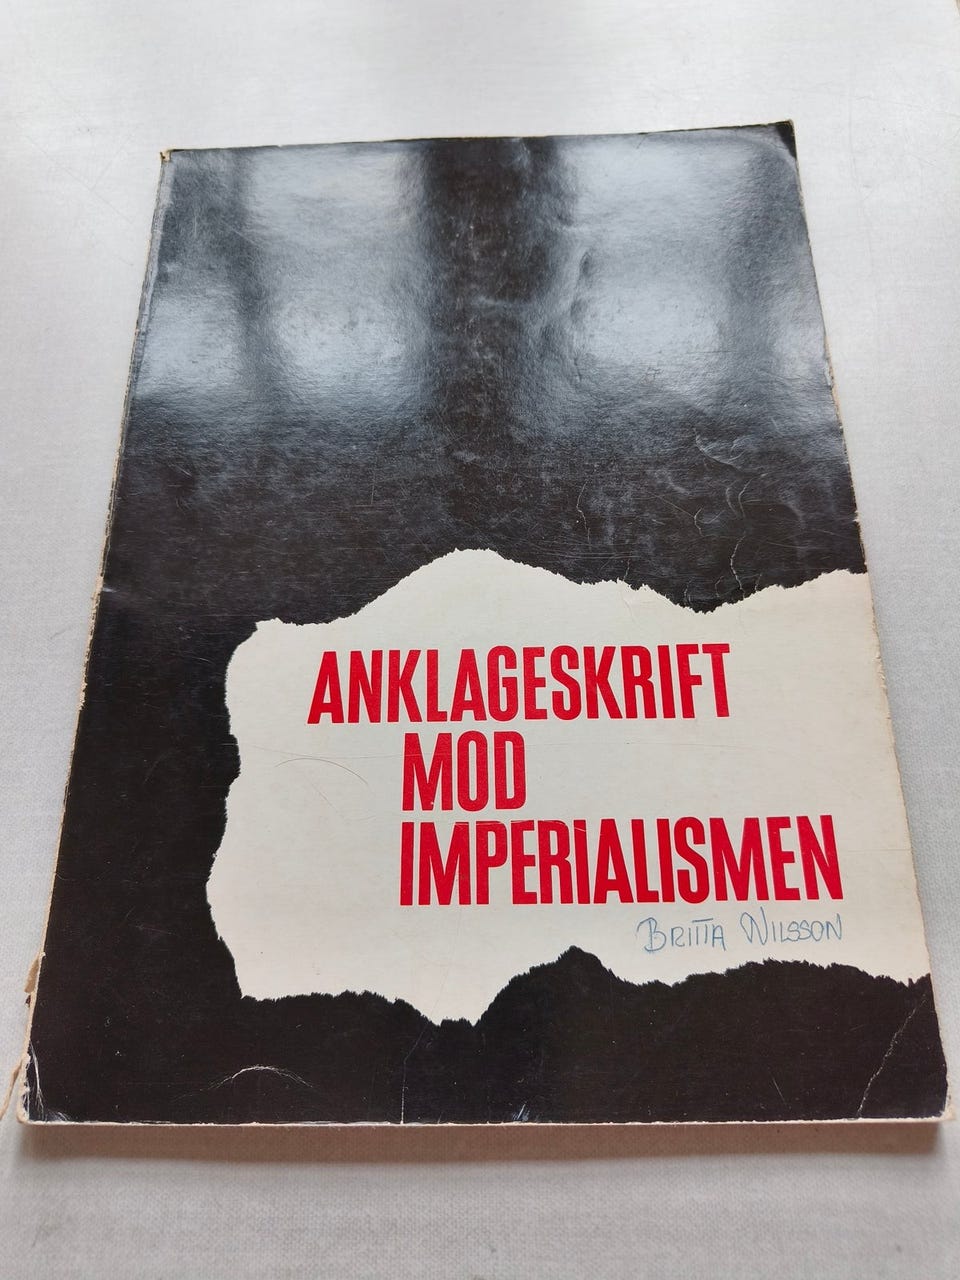 ANKLAGESKRIFT
MOD
IMPERIALISMEN
BRITTA NILSSON